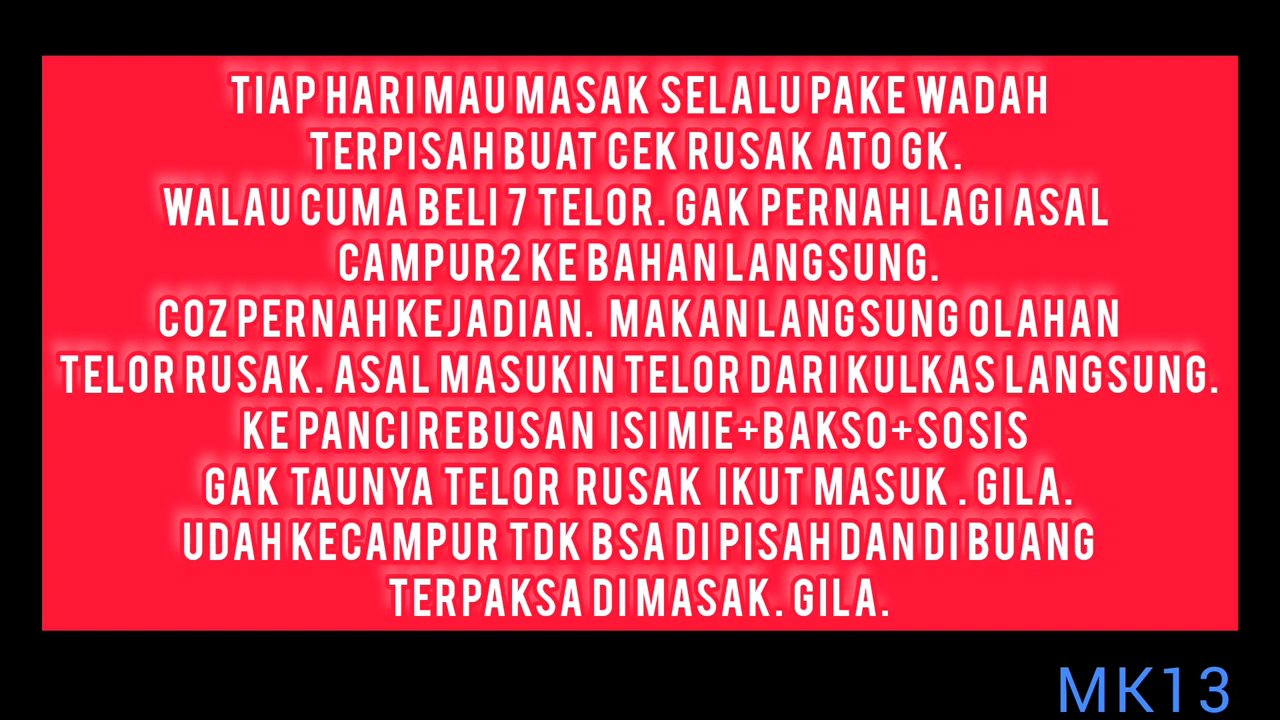 TIAP HARI MAU MASAK SELALU PAKE WADAH
TERPISAH BUAT CEK RUSAK ATO GK.
WALAU CUMA BELI 7 TELOR. GAK PERNAH LAGI ASAL
CAMPUR2 KE BAHAN LANGSUNG.
COZ PERNAH KEJADIAN. MAKAN LANGSUNG OLAHAN
TELOR RUSAK. ASAL MASUKIN TELOR DARI KULKAS LANGSUNG.
KE PANCI REBUSAN ISI MIE+BAKSO+SOSIS
GAK TAUNYA TELOR RUSAK IKUT MASUK . GILA.
UDAH KECAMPUR TDK BSA DI PISAH DAN DI BUANG
TERPAKSA DI MASAK. GILA.
MK13